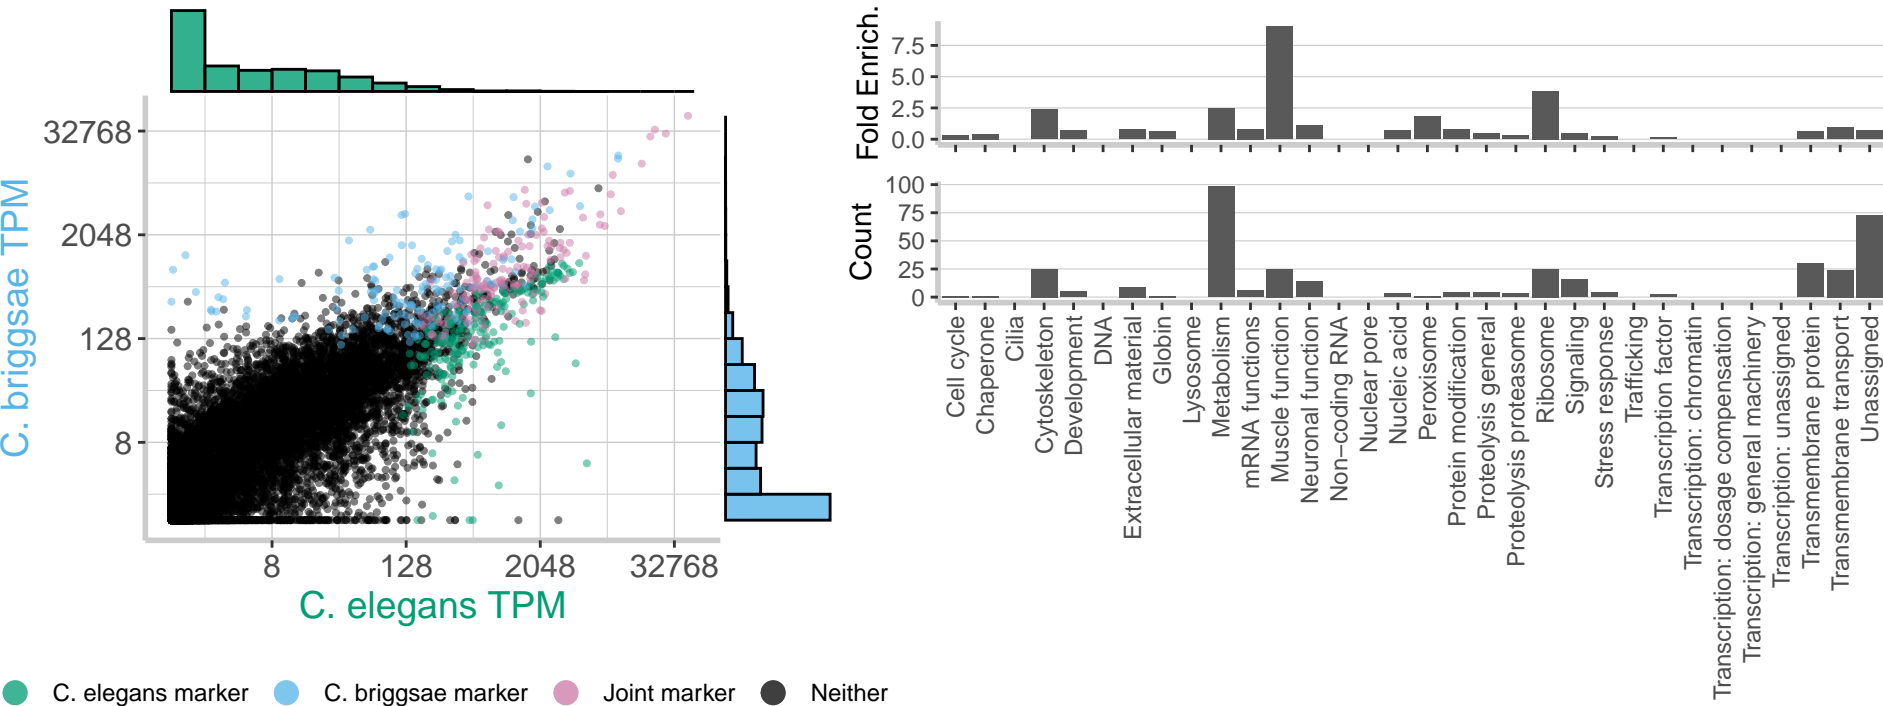 32768
2048
128
8
C. briggsae TPM
8
128
2048
32768
C. elegans TPM
C. elegans marker
C. briggsae marker
Joint marker
Neither
Fold Enrich.
7.5
5.0
2.5
0.0
Count
100
75
50
25
0
Cell cycle
Chaperone
Cilia
Cytoskeleton
Development
DNA
Extracellular material
Globin
Lysosome
Metabolism
mRNA functions
Muscle function
Neuronal function
Non−coding RNA
Nuclear pore
Nucleic acid
Peroxisome
Protein modification
Proteolysis general
Proteolysis proteasome
Ribosome
Signaling
Stress response
Trafficking
Transcription factor
Transcription: chromatin
Transcription: dosage compensation
Transcription: general machinery
Transcription: unassigned
Transmembrane protein
Transmembrane transport
Unassigned